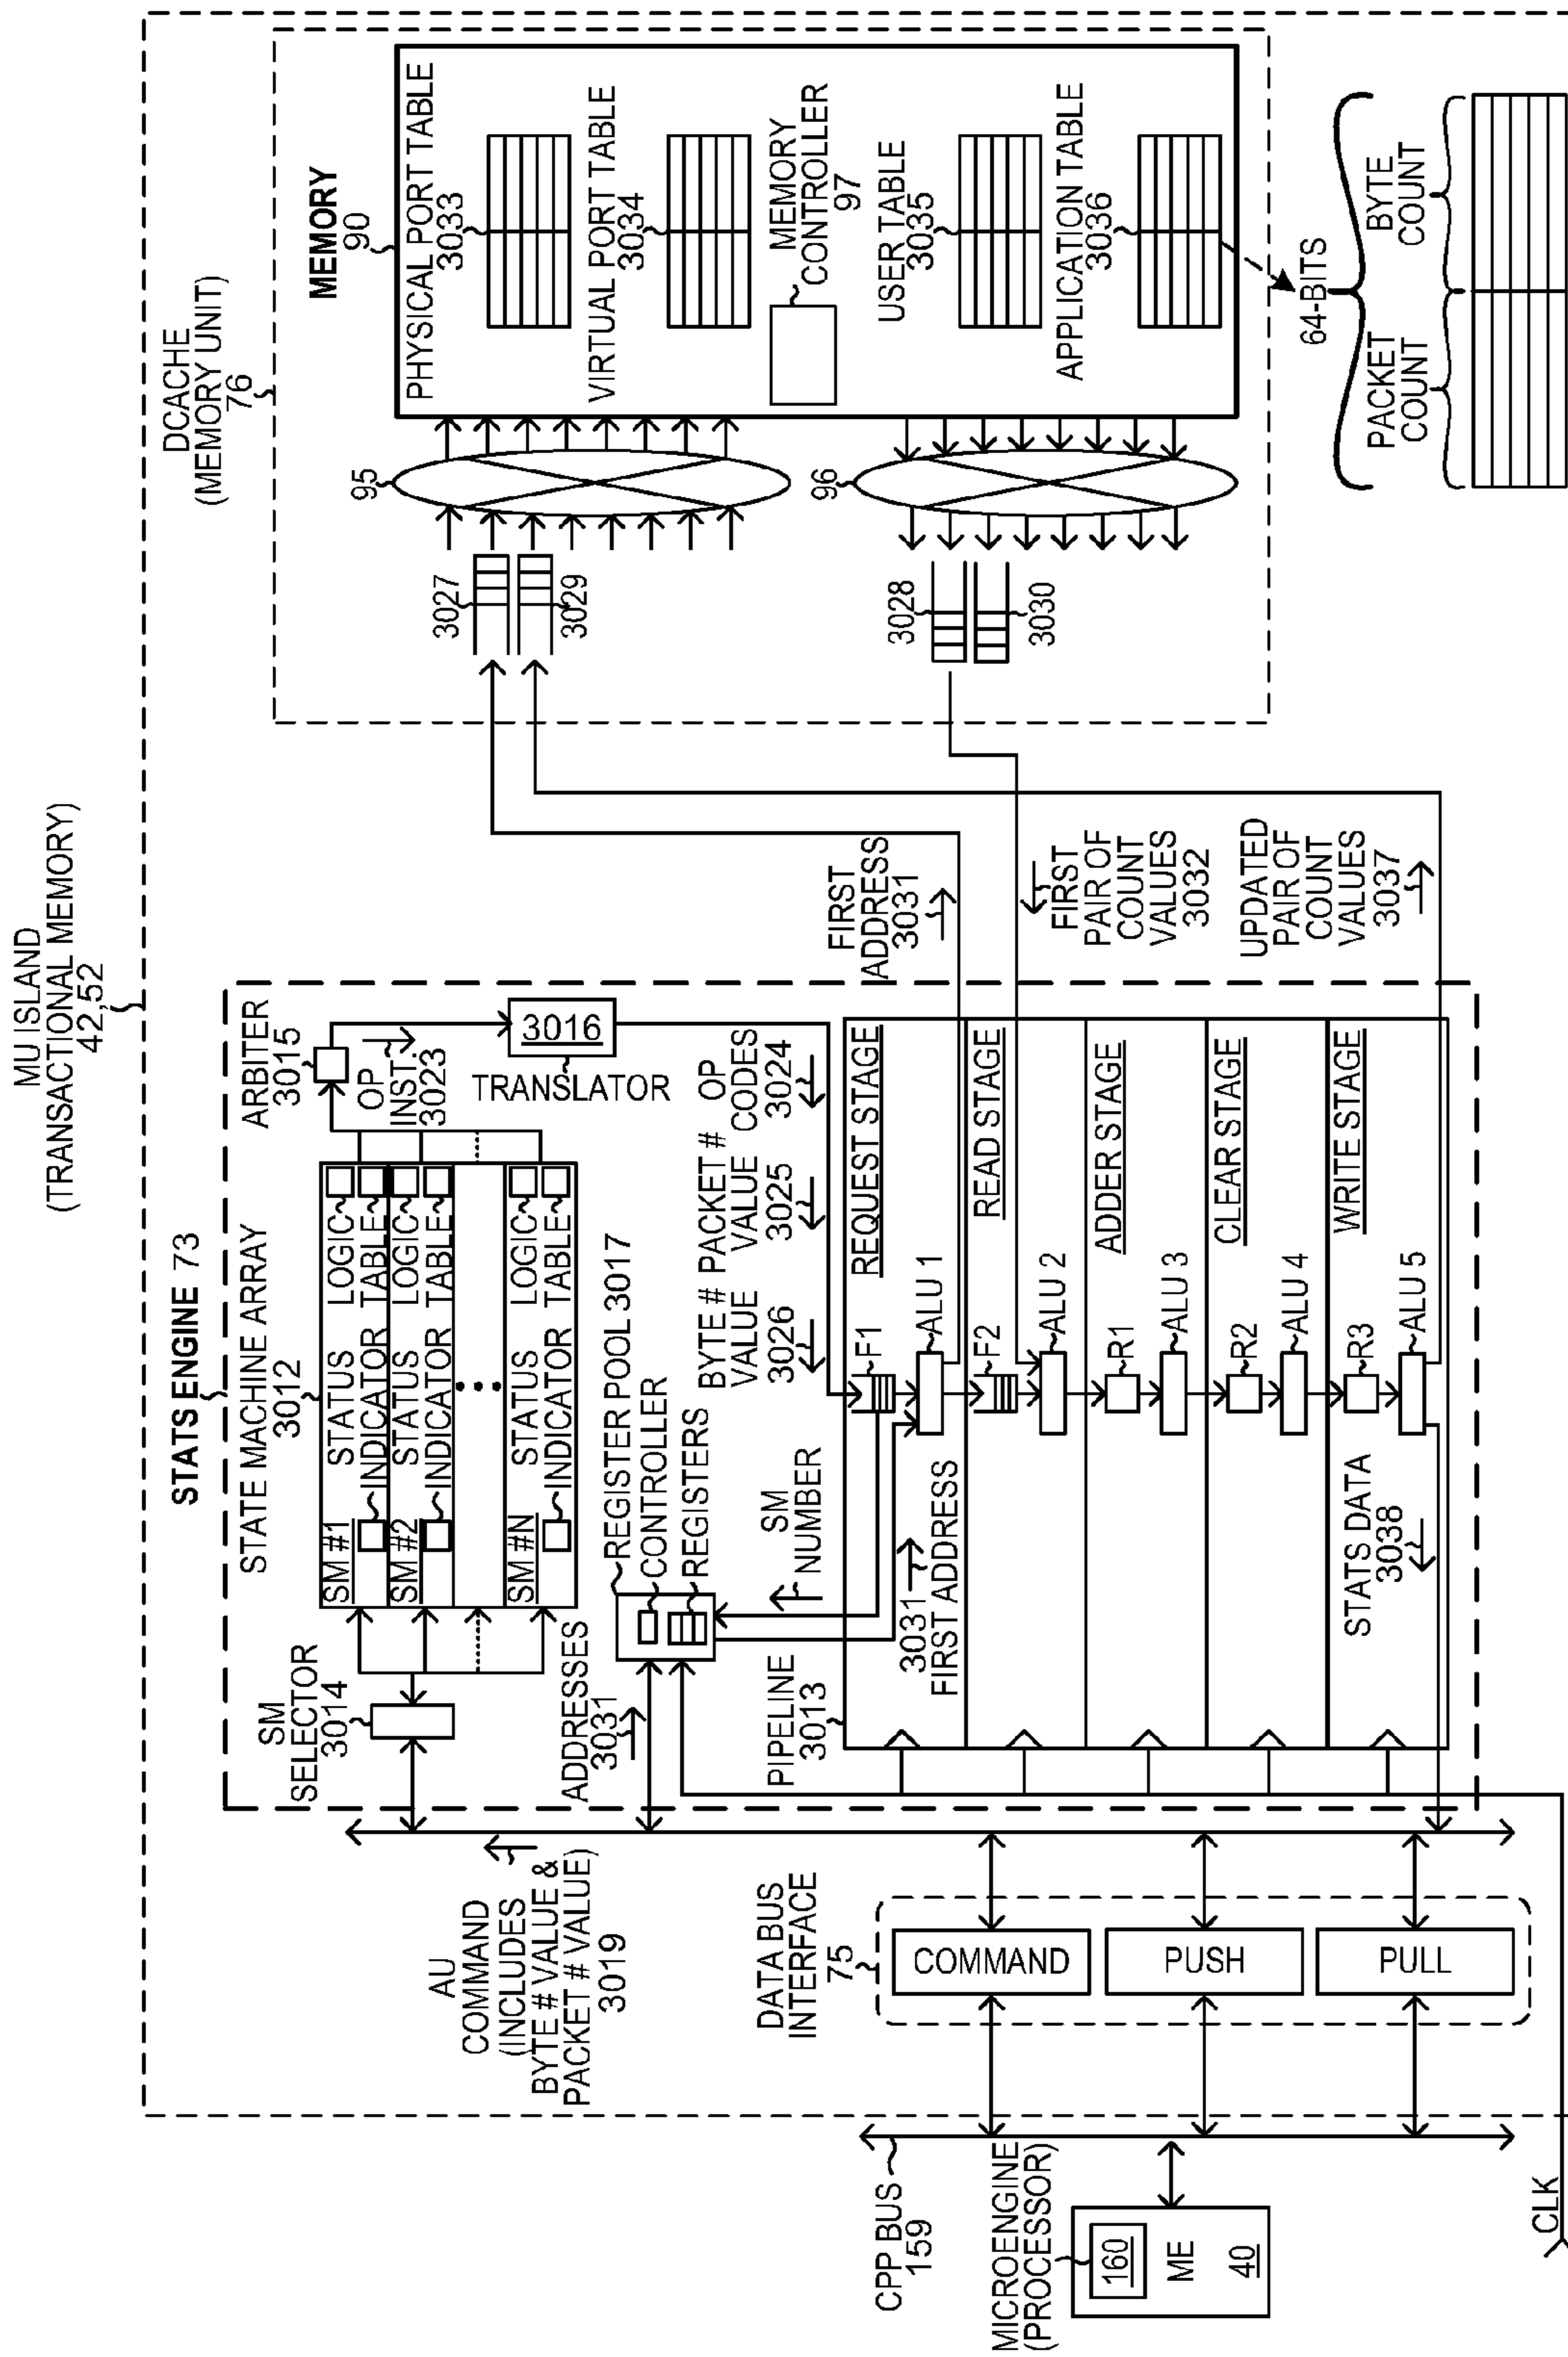 MU ISLAND
(TRANSACTIONAL MEMORY)
42,52
STATS ENGINE 73
STATE MACHINE ARRAY
3012
SM
SELECTOR
3014
SM #1
STATUS LOGIC
INDICATOR TABLE
SM #2
STATUS LOGIC
INDICATOR TABLE
SM #N
STATUS LOGIC
INDICATOR TABLE
ARBITER
3015
OP
INST.
3023
3016
TRANSLATOR
AU
COMMAND
(INCLUDES
BYTE # VALUE &
PACKET # VALUE)
3019
ADDRESSES
3031
REGISTER POOL 3017
CONTROLLER
REGISTERS
SM
NUMBER
BYTE #
VALUE
3026
PACKET #
VALUE
3025
OP
CODES
3024
PIPELINE
3013
3031
FIRST ADDRESS
F1
ALU 1
REQUEST STAGE
F2
ALU 2
READ STAGE
R1
ALU 3
ADDER STAGE
R2
ALU 4
CLEAR STAGE
R3
ALU 5
WRITE STAGE
STATS DATA
3038
FIRST
ADDRESS
3031
FIRST
PAIR OF
COUNT
VALUES
3032
UPDATED
PAIR OF
COUNT
VALUES
3037
DATA BUS
INTERFACE
75
COMMAND
PUSH
PULL
CPP BUS
159
MICROENGINE
(PROCESSOR)
160
ME
40
CLK
DCACHE
(MEMORY UNIT)
76
3027
3029
95
3028
3030
96
MEMORY
90
PHYSICAL PORT TABLE
3033
VIRTUAL PORT TABLE
3034
MEMORY
CONTROLLER
97
USER TABLE
3035
APPLICATION TABLE
3036
64-BITS
PACKET
COUNT
BYTE
COUNT